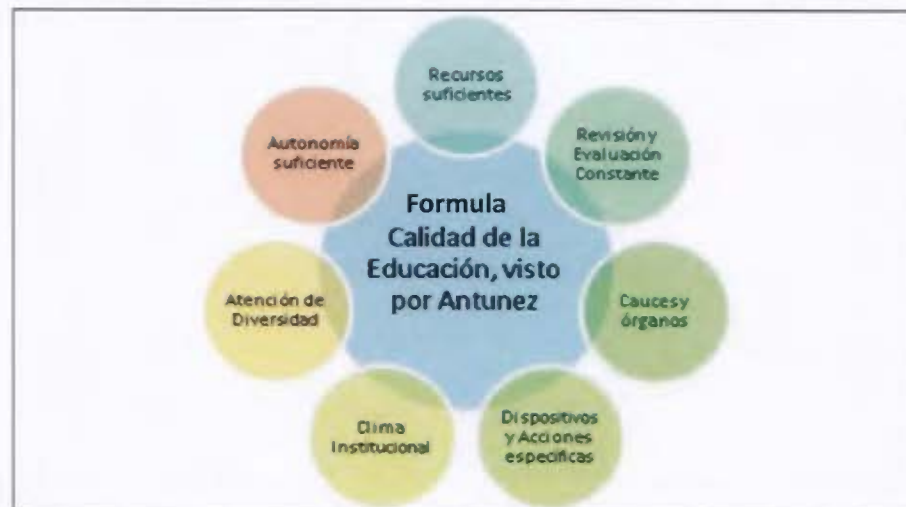 Recursos
suficientes
Revisión y
Evaluación
Constante
Cauces y
órganos
Dispositivos
y Acciones
especificas
Clima
Institucional
Atención de
Diversidad
Autonomía
suficiente
Formula
Calidad de la
Educación, visto
por Antunez